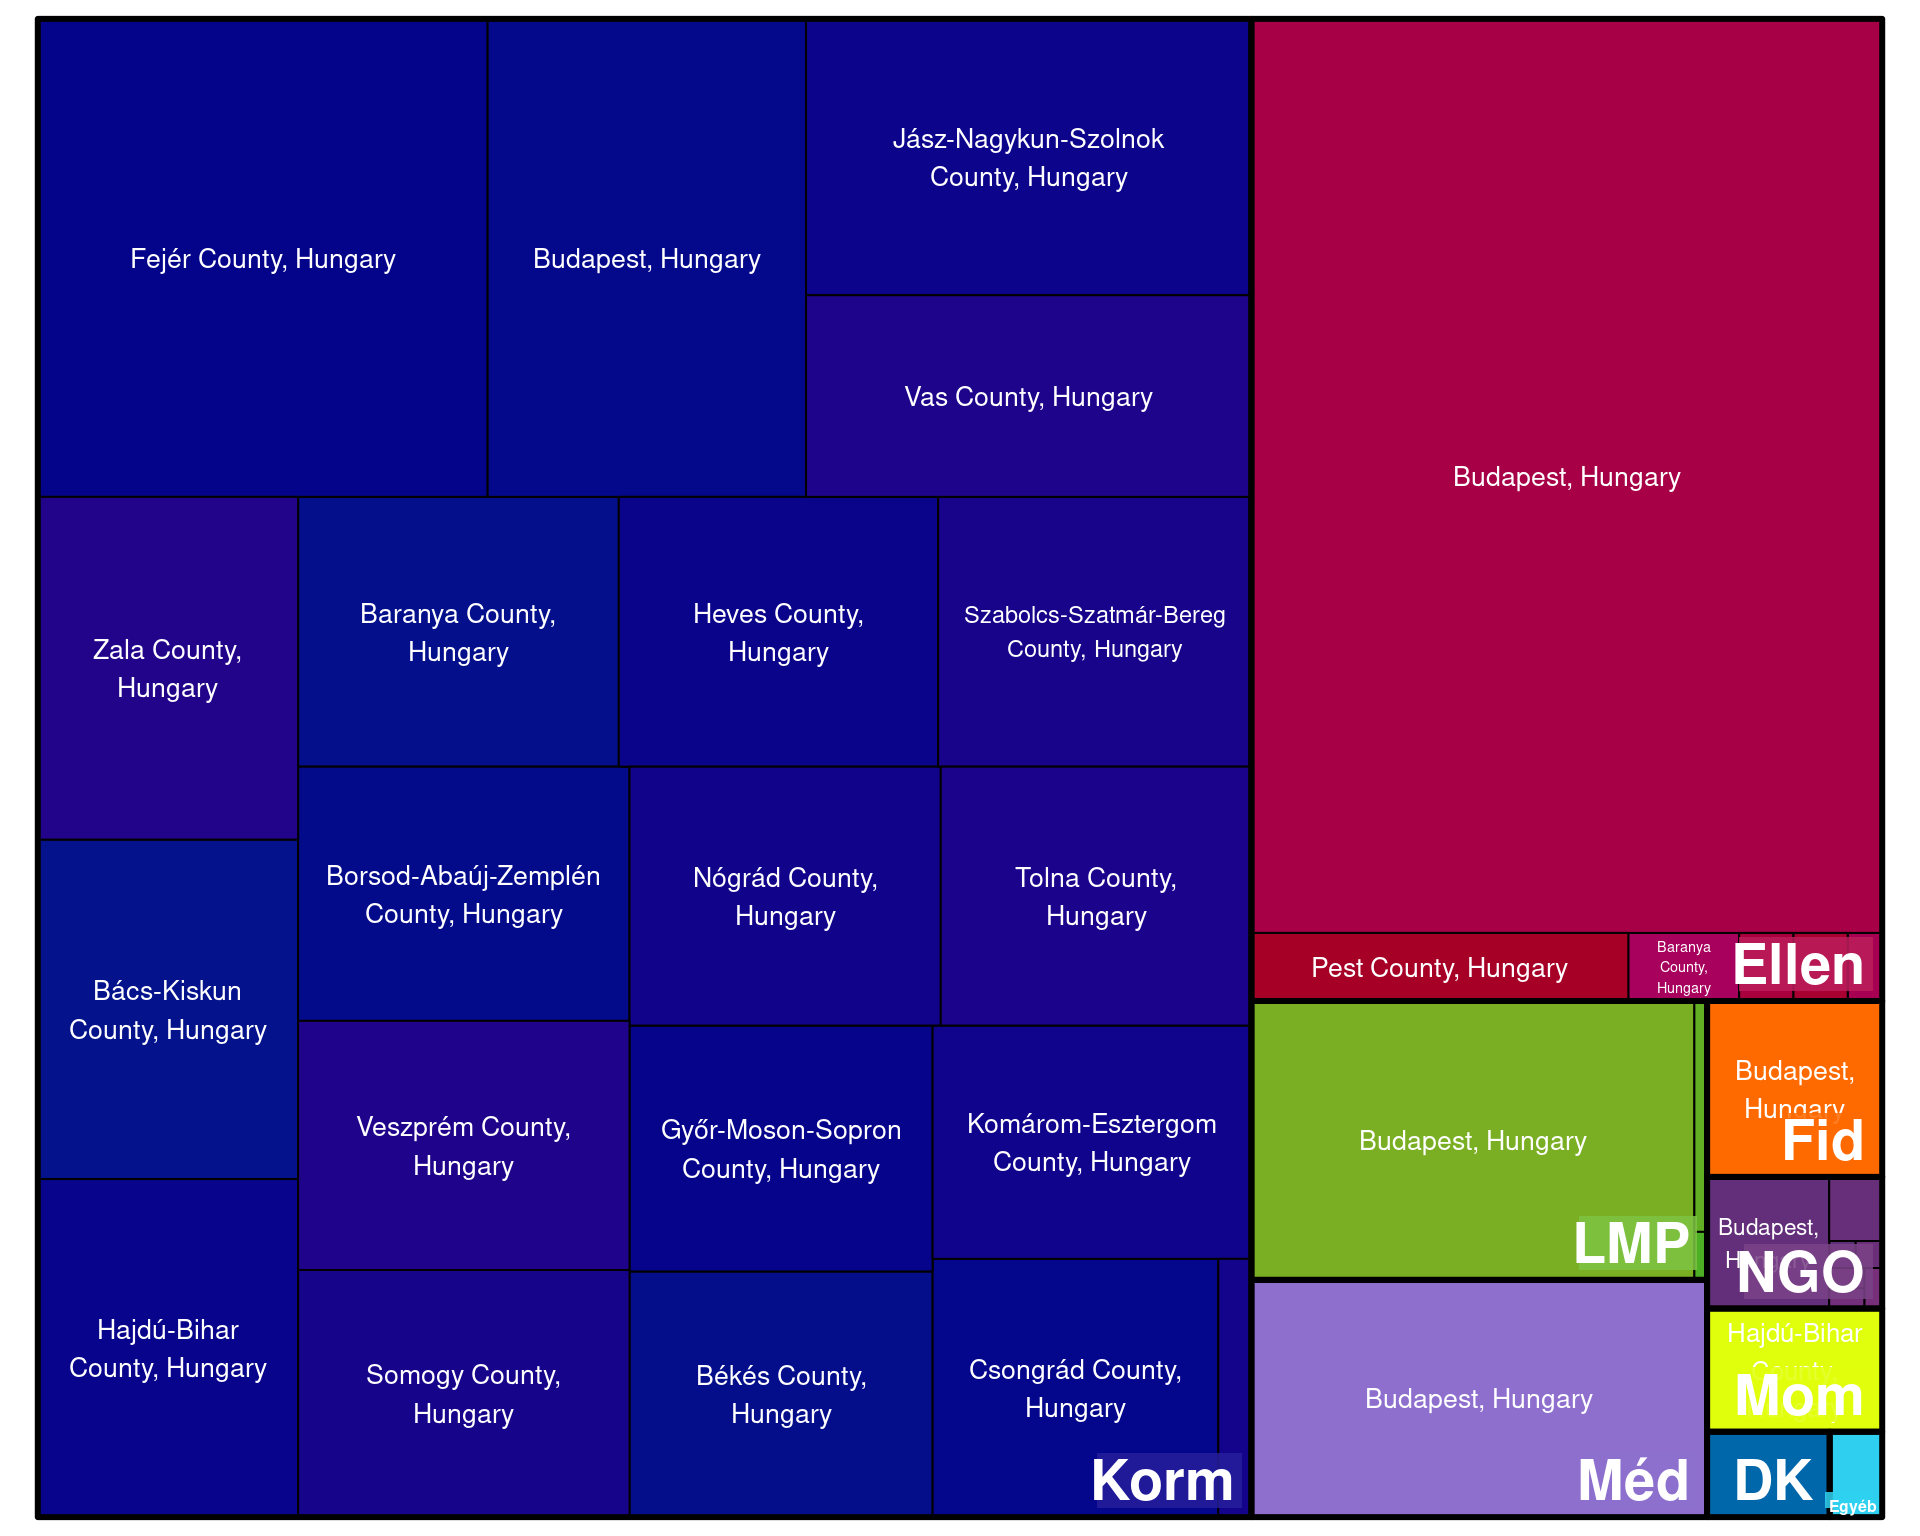 Fejér County, Hungary
Budapest, Hungary
Jász-Nagykun-Szolnok
County, Hungary
Vas County, Hungary
Zala County,
Hungary
Baranya County,
Hungary
Heves County,
Hungary
Szabolcs-Szatmár-Bereg
County, Hungary
Bács-Kiskun
County, Hungary
Borsod-Abaúj-Zemplén
County, Hungary
Nógrád County,
Hungary
Tolna County,
Hungary
Hajdú-Bihar
County, Hungary
Veszprém County,
Hungary
Győr-Moson-Sopron
County, Hungary
Komárom-Esztergom
County, Hungary
Somogy County,
Hungary
Békés County,
Hungary
Csongrád County,
Hungary
Korm
Budapest, Hungary
Pest County, Hungary
Baranya
County,
Hungary
Ellen
Budapest, Hungary
LMP
Budapest,
Hungary
Fid
Budapest,
NGO
Hajdú-Bihar
County,
Mom
Budapest, Hungary
Méd
DK
Egyéb